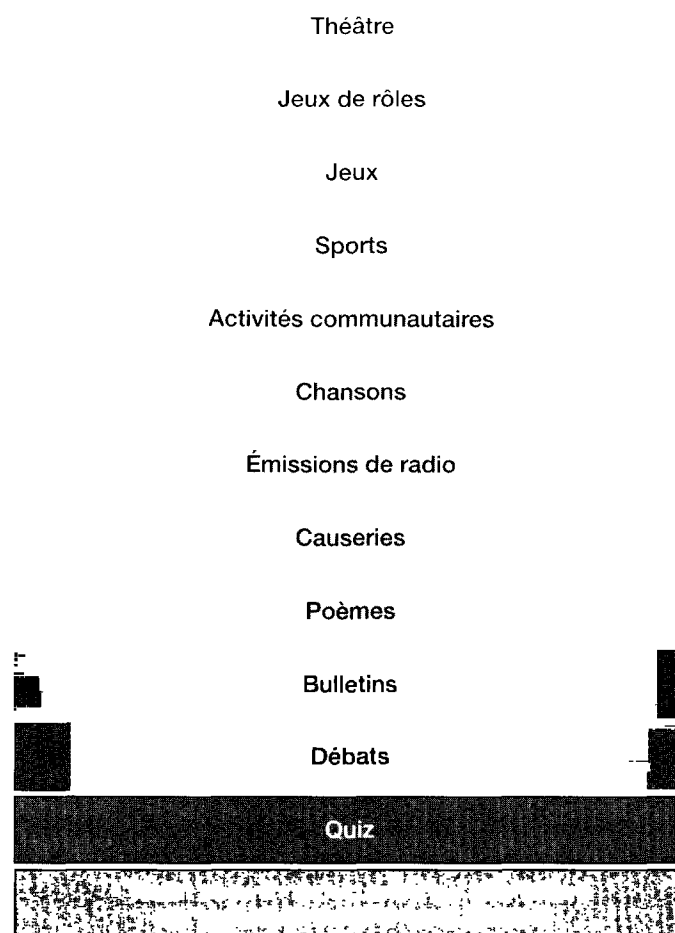 Théâtre
Jeux de rôles
Jeux
Sports
Activités communautaires
Chansons
Émissions de radio
Causeries
Poèmes
Bulletins
Débats
Quiz